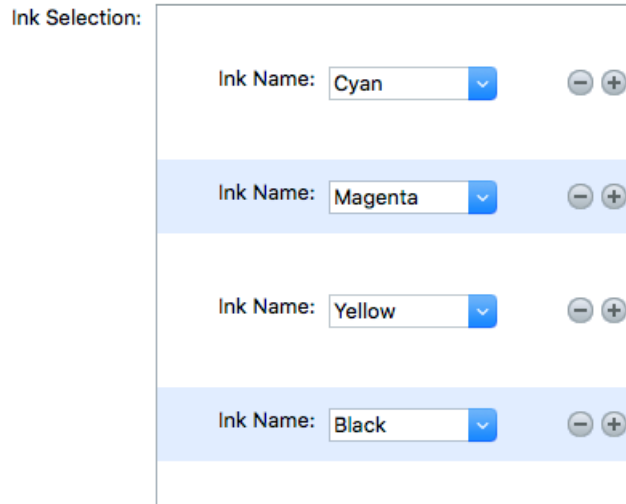 Ink Selection:
Ink Name: Cyan
Ink Name: Magenta
Ink Name: Yellow
Ink Name: Black